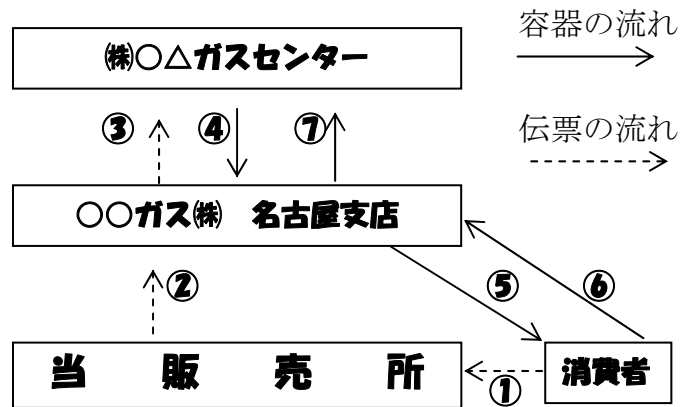 容器の流れ
㈱○△ガスセンター
伝票の流れ
③ ④ ⑦
○○ガス㈱ 名古屋支店
② ⑤ ⑥
当 販 売 所
消費者
①